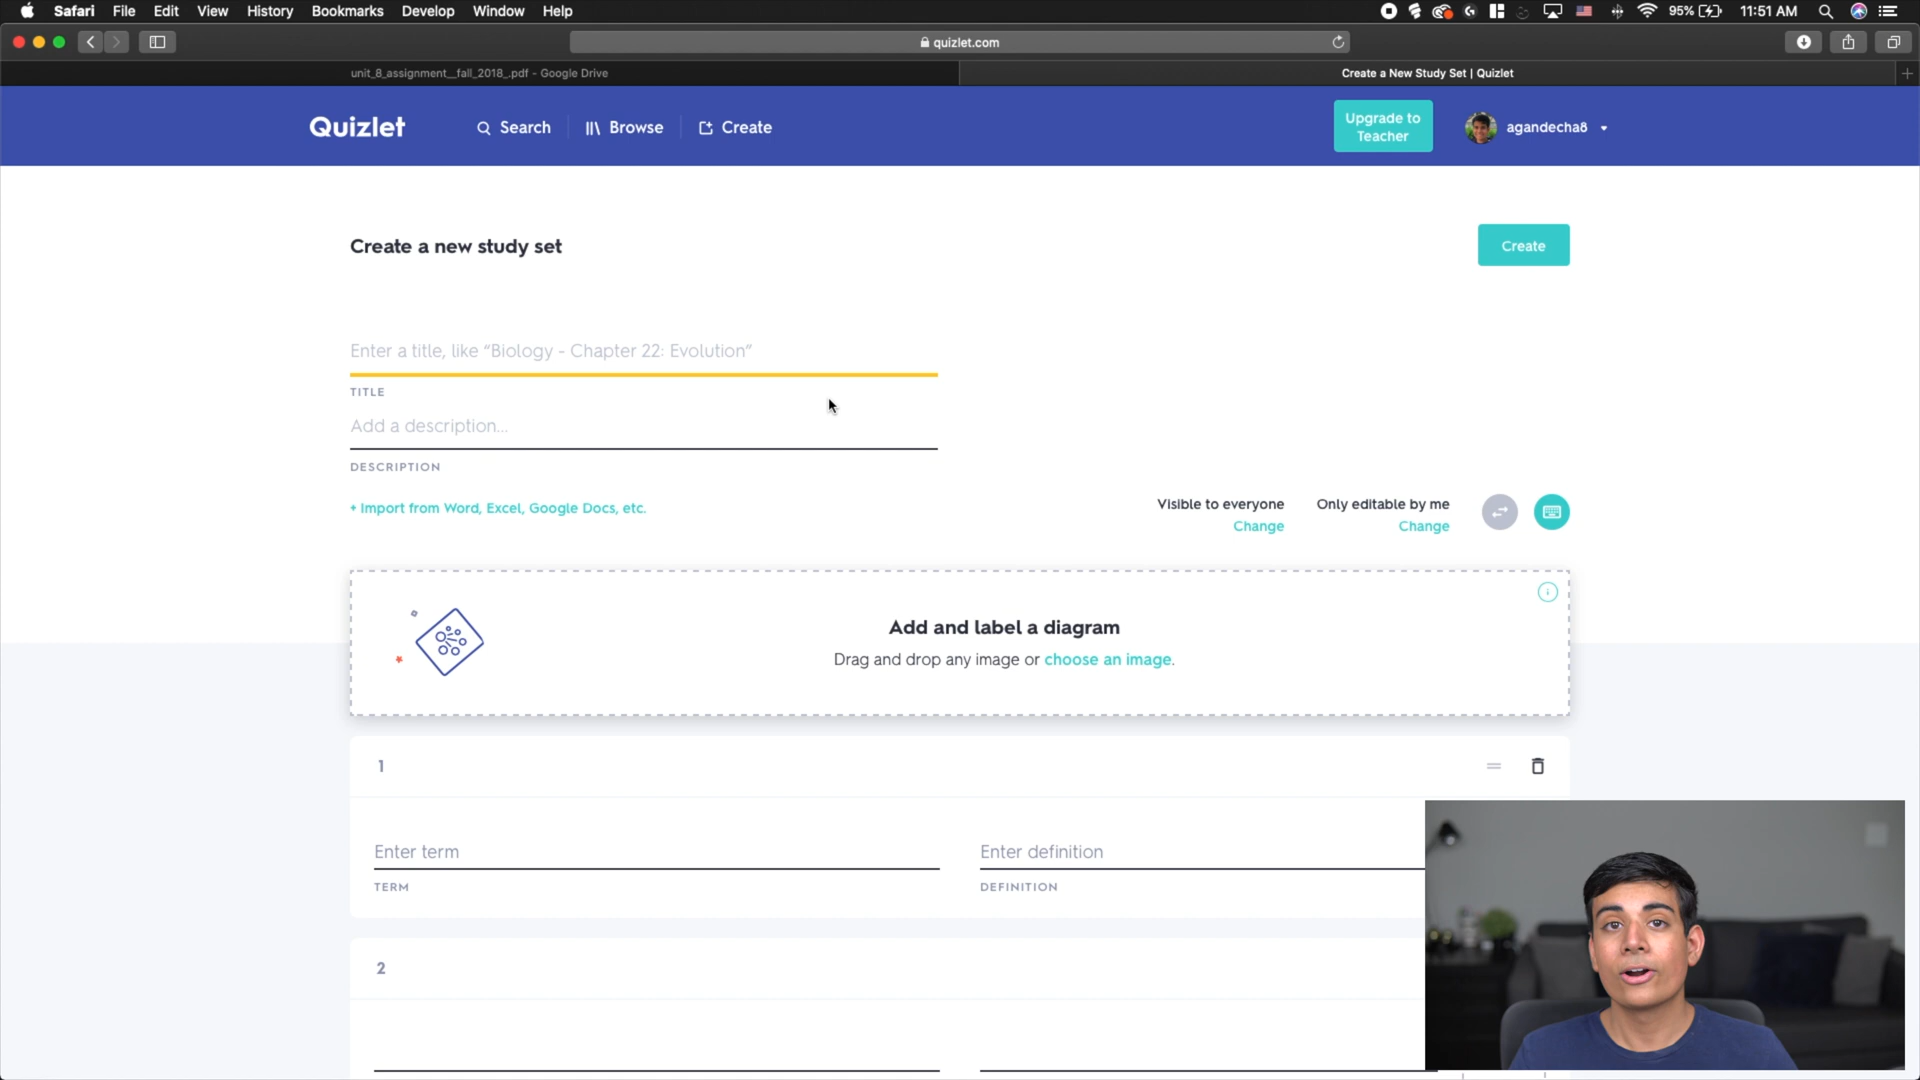 Safari File Edit View History Bookmarks Develop Window Help
95% 11:51 AM
quizlet.com
unit_8_assignment__fall_2018_.pdf - Google Drive
Create a New Study Set | Quizlet
Quizlet
Search
Browse
Create
Upgrade to
Teacher
agandecha8
Create a new study set
Create
Enter a title, like “Biology - Chapter 22: Evolution”
TITLE
Add a description...
DESCRIPTION
+ Import from Word, Excel, Google Docs, etc.
Visible to everyone
Change
Only editable by me
Change
Add and label a diagram
Drag and drop any image or choose an image.
1
Enter term
TERM
Enter definition
DEFINITION
2